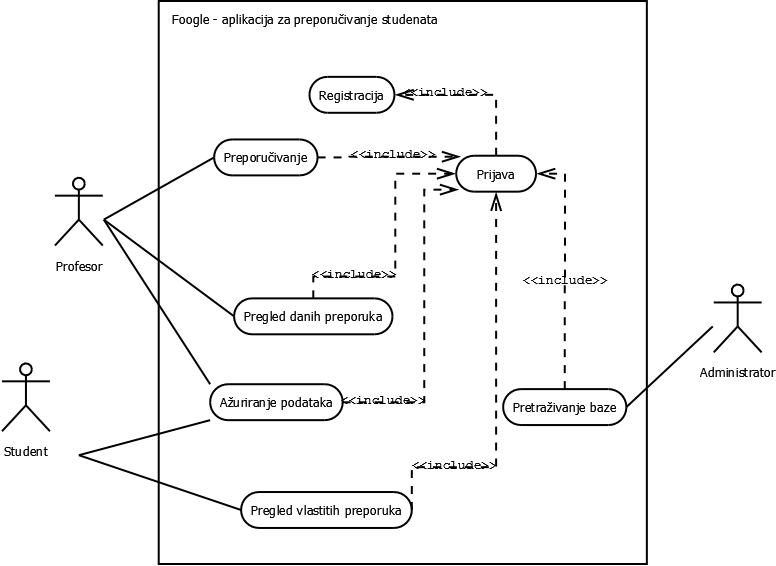 Foogle - aplikacija za preporučivanje studenata
Registracija
<<include>>
Preporučivanje
<<include>>
Prijava
Profesor
<<include>>
<<include>>
Pregled danih preporuka
Administrator
Ažuriranje podataka
<<include>>
Pretraživanje baze
Student
<<include>>
Pregled vlastitih preporuka